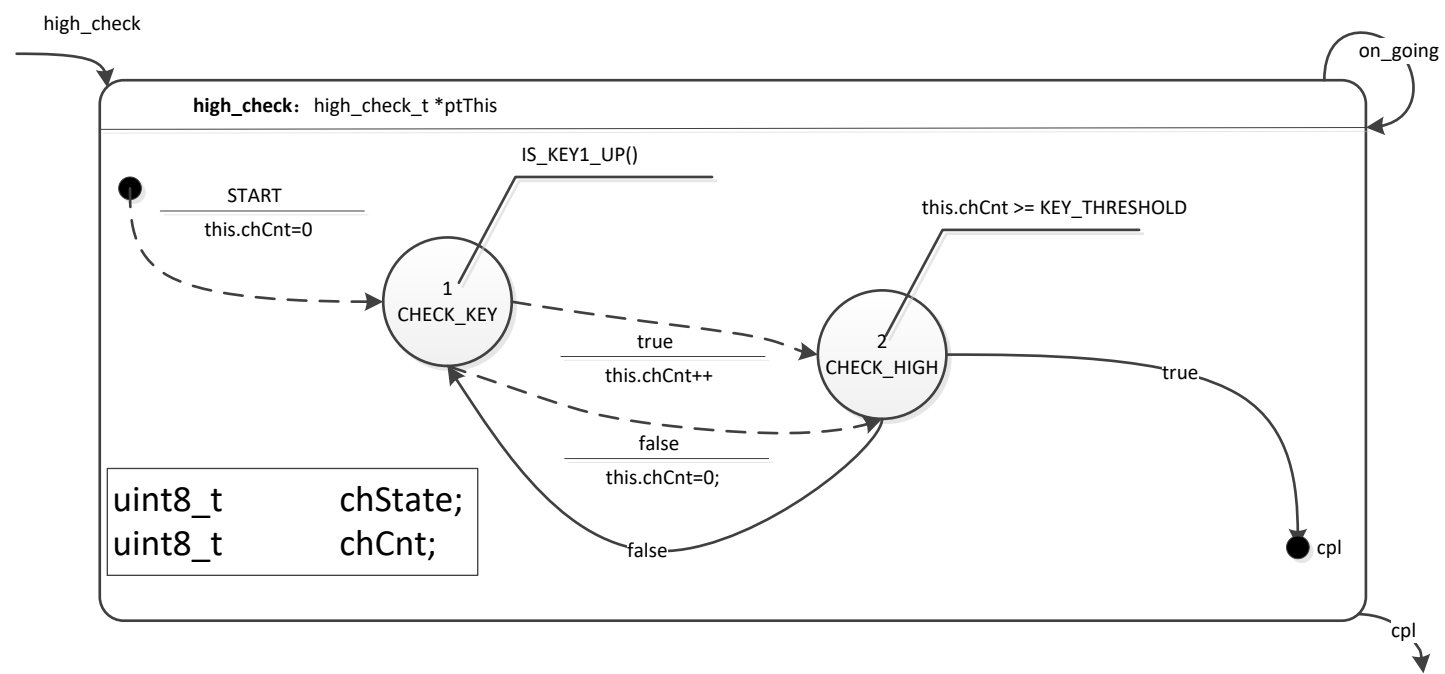 high_check
on_going
high_check：high_check_t *ptThis
IS_KEY1_UP()
START
this.chCnt=0
this.chCnt >= KEY_THRESHOLD
1
CHECK_KEY
true
this.chCnt++
2
CHECK_HIGH
true
false
this.chCnt=0;
uint8_t chState;
uint8_t chCnt;
false
cpl
cpl